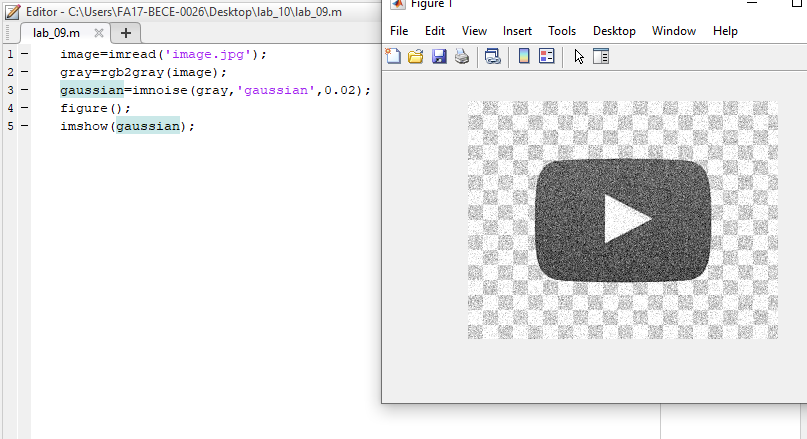 Editor - C:\Users\FA17-BECE-0026\Desktop\lab_10\lab_09.m
lab_09.m
1 image=imread('image.jpg');
2 gray=rgb2gray(image);
3 gaussian=imnoise(gray,'gaussian',0.02);
4 figure();
5 imshow(gaussian);
Figure 1
File Edit View Insert Tools Desktop Window Help